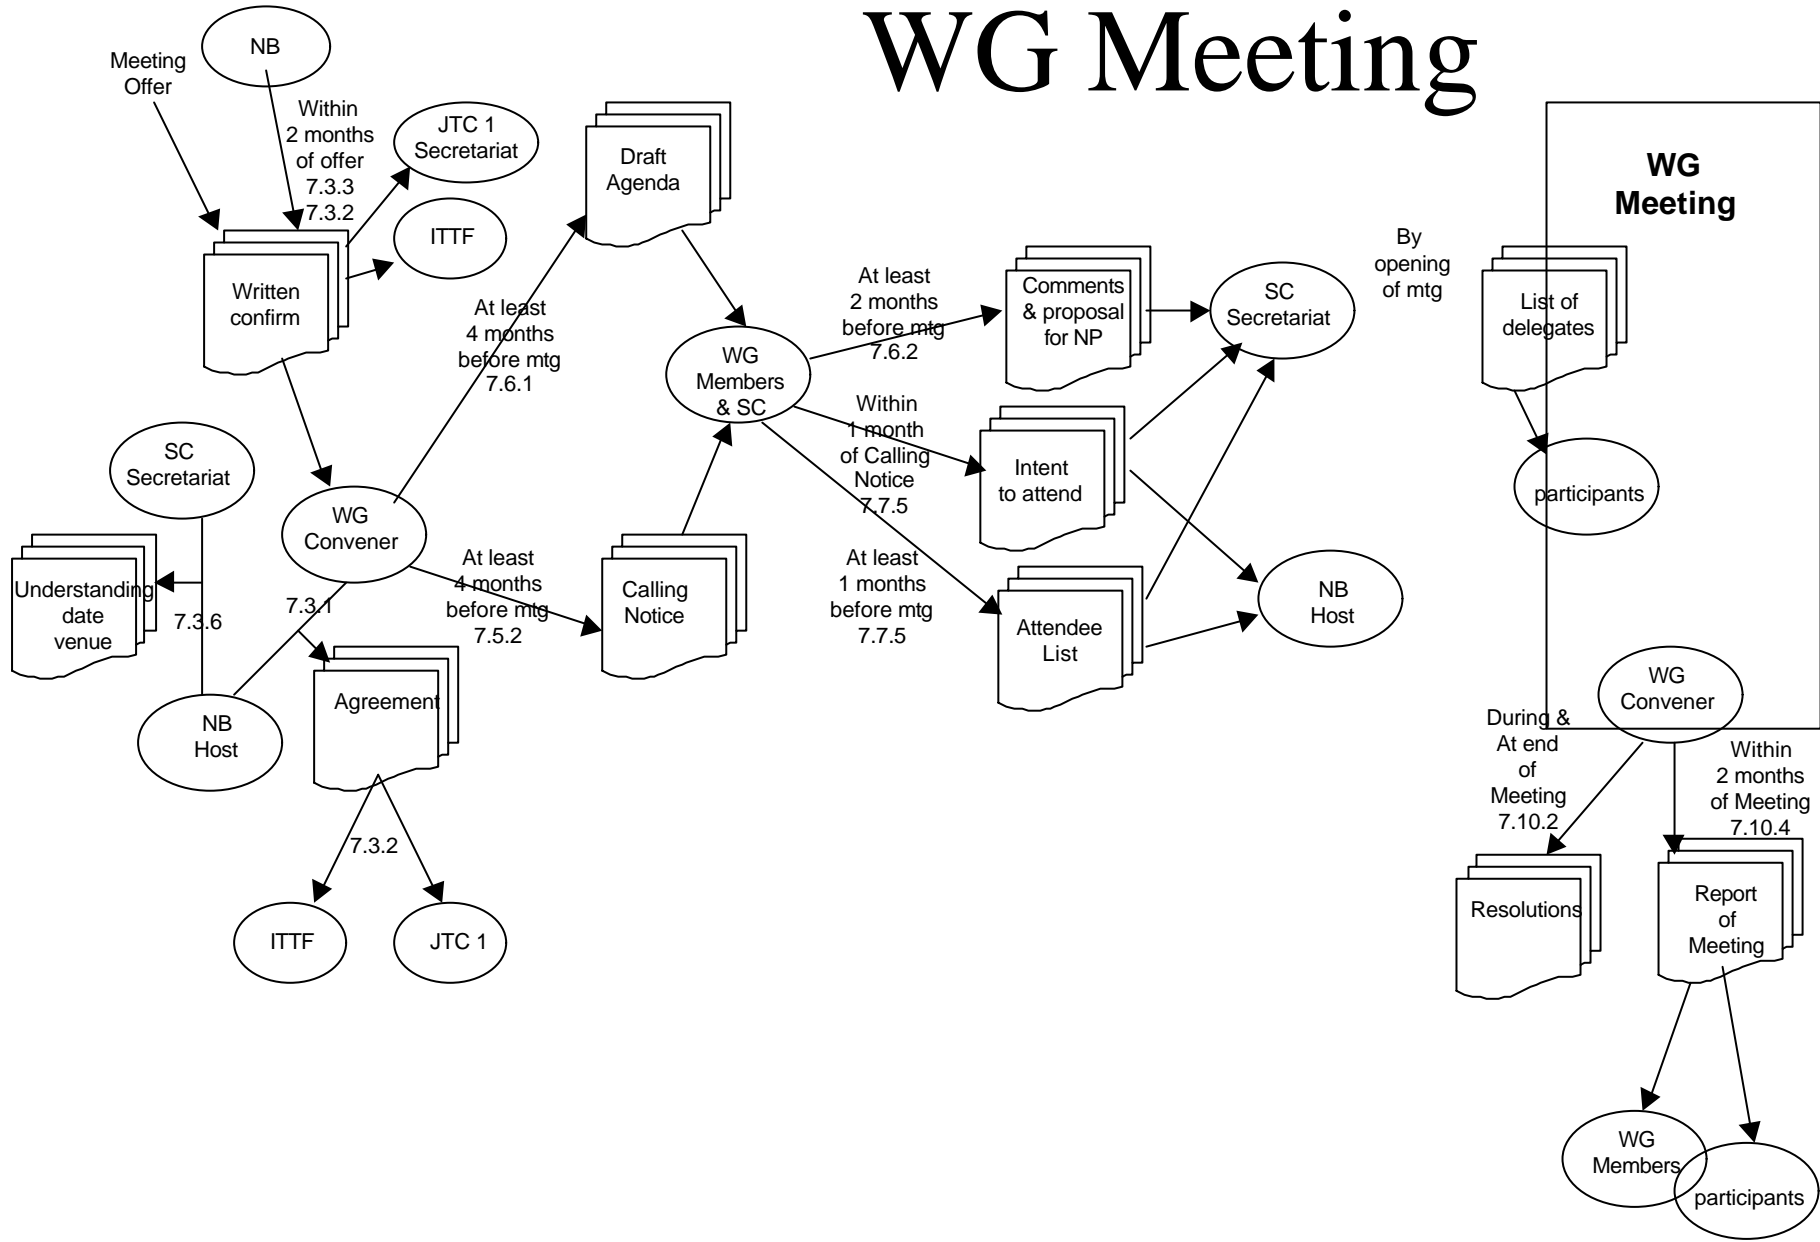 WG Meeting
NB
Meeting
Offer
Within
2 months
of offer
7.3.3
7.3.2
JTC 1
Secretariat
ITTF
Written
confirm
Draft
Agenda
At least
4 months
before mtg
7.6.1
WG
Members
& SC
At least
2 months
before mtg
7.6.2
Comments
& proposal
for NP
SC
Secretariat
By
opening
of mtg
WG
Meeting
List of
delegates
participants
SC
Secretariat
WG
Convener
Understanding
date
venue
7.3.6
7.3.1
At least
4 months
before mtg
7.5.2
Calling
Notice
Within
1 month
of Calling
Notice
7.7.5
Intent
to attend
At least
1 months
before mtg
7.7.5
Attendee
List
NB
Host
NB
Host
Agreement
7.3.2
ITTF
JTC 1
WG
Convener
During &
At end
of
Meeting
7.10.2
Within
2 months
of Meeting
7.10.4
Resolutions
Report
of
Meeting
WG
Members
participants